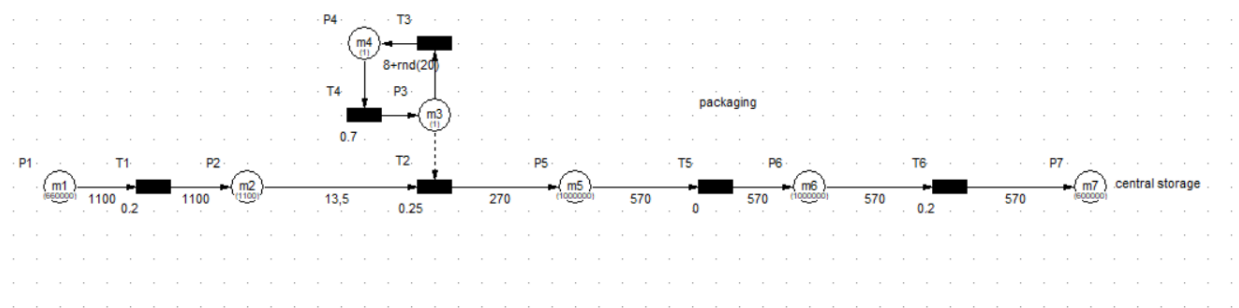 P4 T3
m4
(1)
8+rnd(20)
T4 P3
m3
(1)
0.7
packaging
P1 T1 P2 T2 P5 T5 P6 T6 P7
m1 m2 m5 m6 m7 central storage
(660000) (1100) (1000000) (1000000) (600000)
1100 1100 13,5 270 570 570 570 570
0.2 0.25 0 0.2